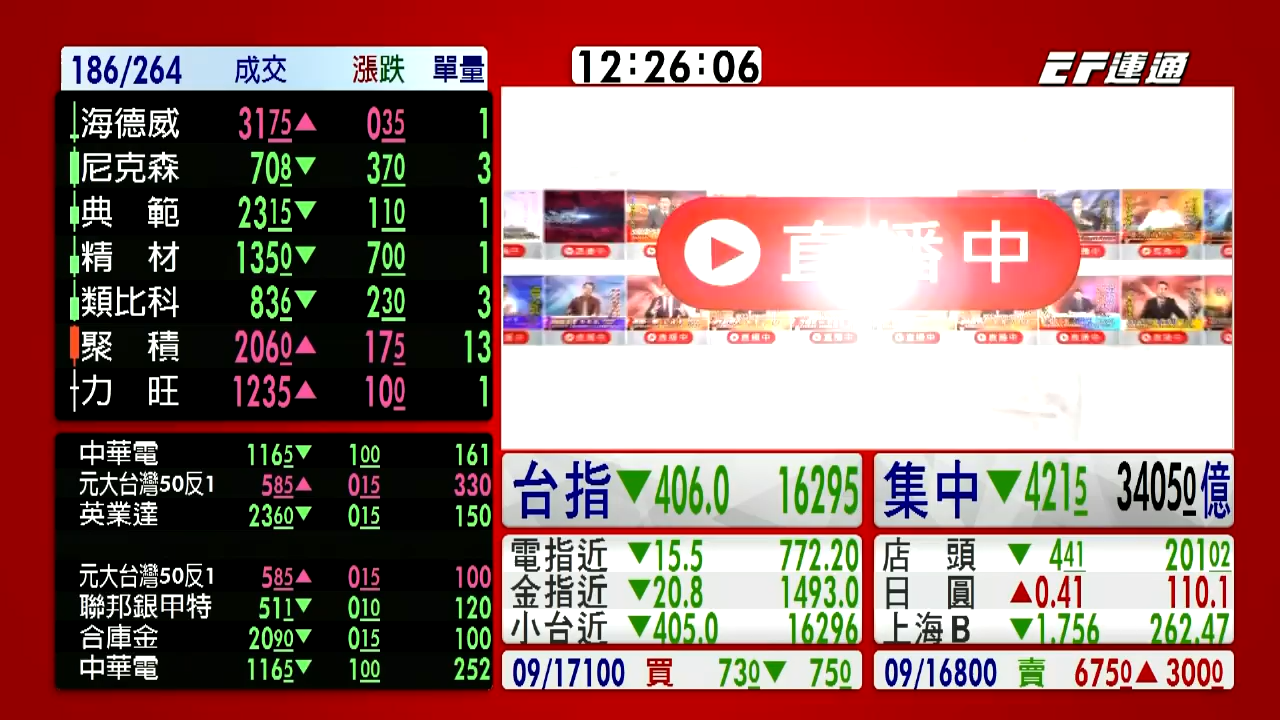 186/264 成交 漲跌 單量
海德威 3175▲ 035 1
尼克森 708▼ 370 3
典範 2315▼ 110 1
精材 1350▼ 700 1
類比科 836▼ 230 3
聚積 2060▲ 175 13
力旺 1235▲ 100 1
中華電 1165▼ 100 161
元大台灣50反1 585▲ 015 330
英業達 2360▼ 015 150
元大台灣50反1 585▲ 015 100
聯邦銀甲特 511▼ 010 120
合庫金 2090▼ 015 100
中華電 1165▼ 100 252
12:26:06
EF運通
直播中
台指▼406.0 16295
集中▼4215 34050億
電指近 ▼15.5 772.20
金指近 ▼20.8 1493.0
小台近 ▼405.0 16296
店頭 ▼ 441 20102
日圓 ▲0.41 110.1
上海B ▼1.756 262.47
09/17100 買 730▼ 750
09/16800 賣 6750▲ 3000